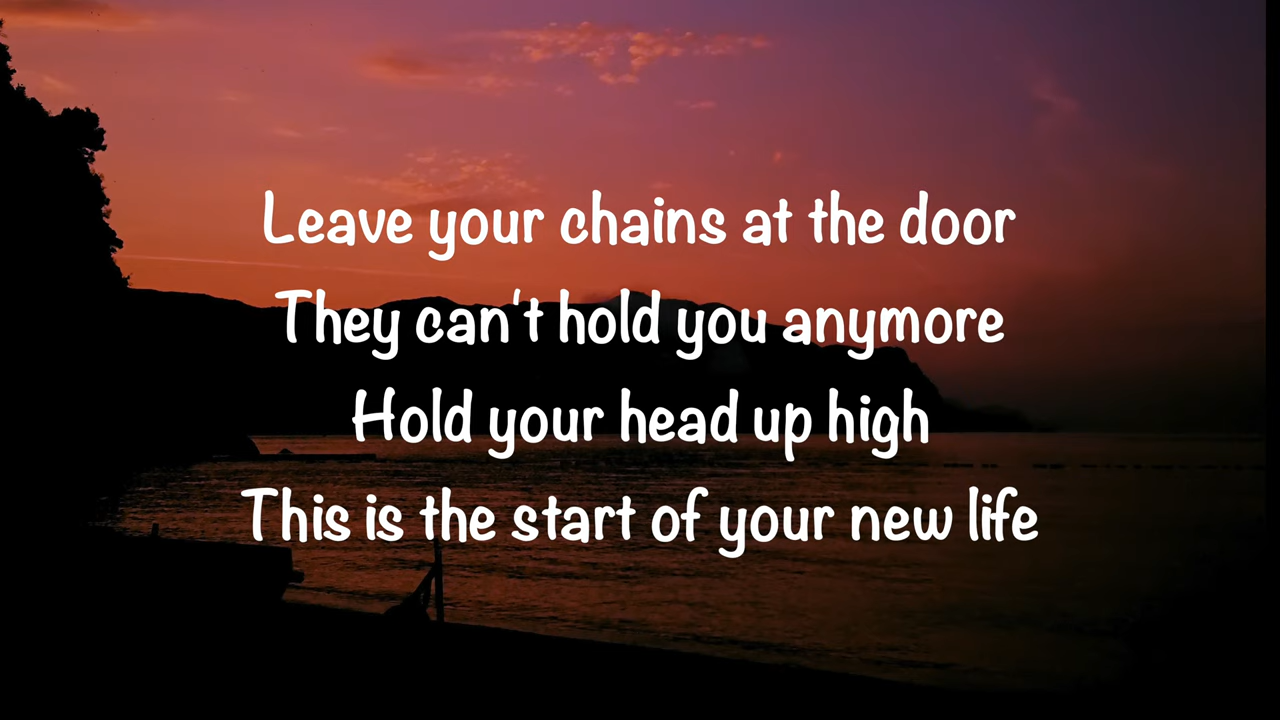 Leave your chains at the door
They can't hold you anymore
Hold your head up high
This is the start of your new life